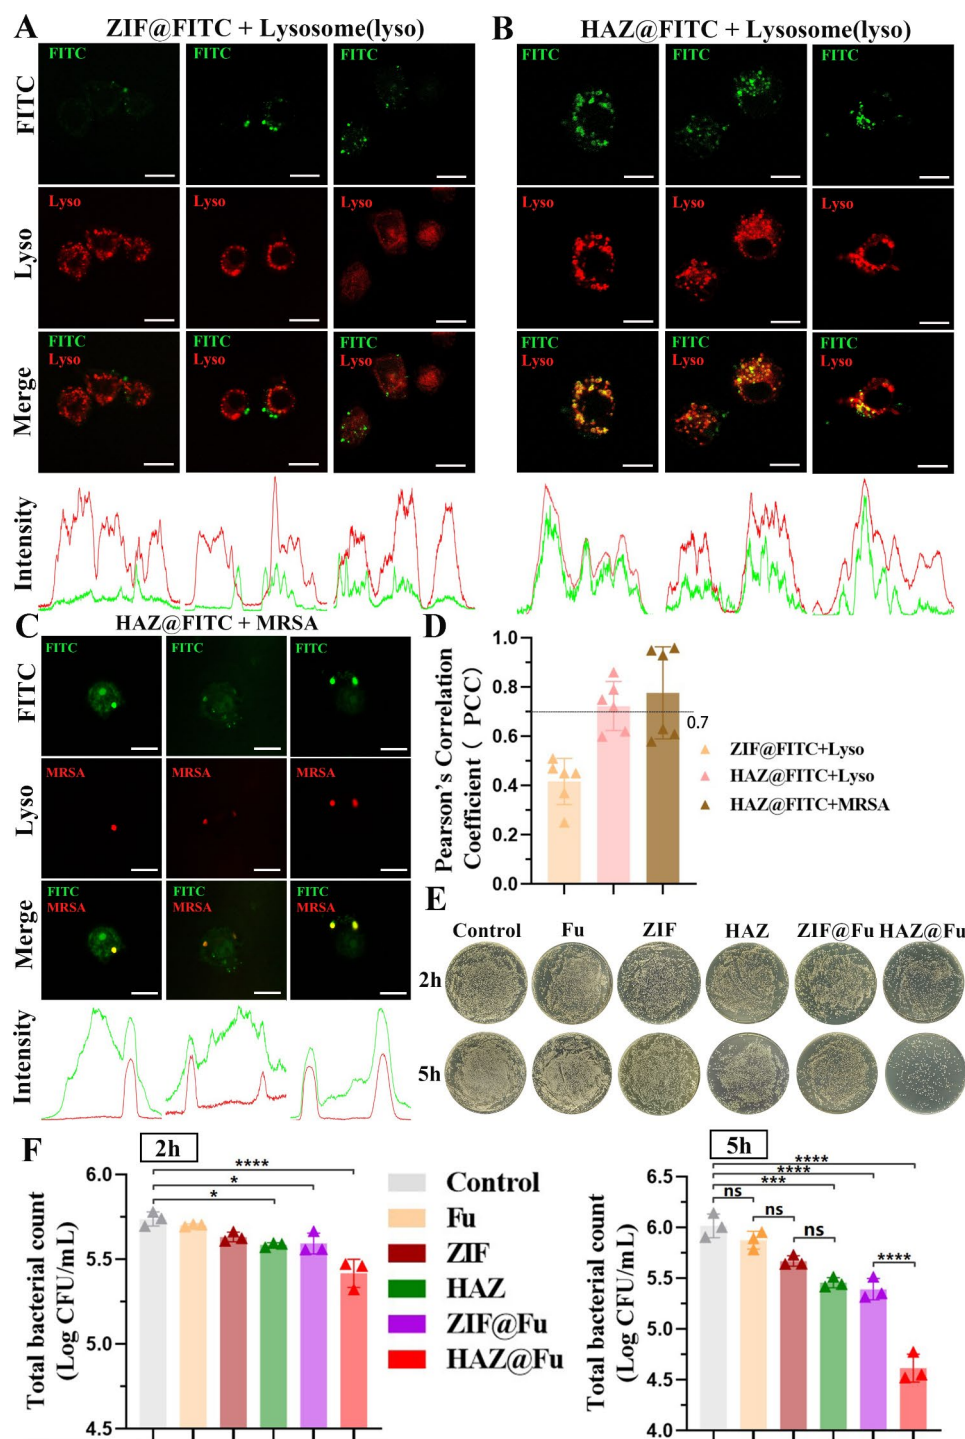 A ZIF@FITC + Lysosome(lyso)
FITC
FITC FITC FITC
Lyso
Lyso Lyso Lyso
Merge
FITC FITC FITC
Lyso Lyso Lyso
Intensity
B HAZ@FITC + Lysosome(lyso)
FITC FITC FITC
Lyso Lyso Lyso
FITC FITC FITC
Lyso Lyso Lyso
C HAZ@FITC + MRSA
FITC
FITC FITC FITC
Lyso
MRSA MRSA MRSA
Merge
FITC FITC FITC
MRSA MRSA MRSA
Intensity
D
Pearson's Correlation
Coefficient ( PCC)
1.0
0.8
0.6
0.4
0.2
0.0
0.7
ZIF@FITC+Lyso
HAZ@FITC+Lyso
HAZ@FITC+MRSA
E
Control Fu ZIF HAZ ZIF@Fu HAZ@Fu
2h
5h
F
2h
Total bacterial count
(Log CFU/mL)
6.0
5.5
5.0
4.5
****
*
*
Control
Fu
ZIF
HAZ
ZIF@Fu
HAZ@Fu
5h
Total bacterial count
(Log CFU/mL)
6.5
6.0
5.5
5.0
4.5
4.0
****
****
***
ns
ns
ns
****